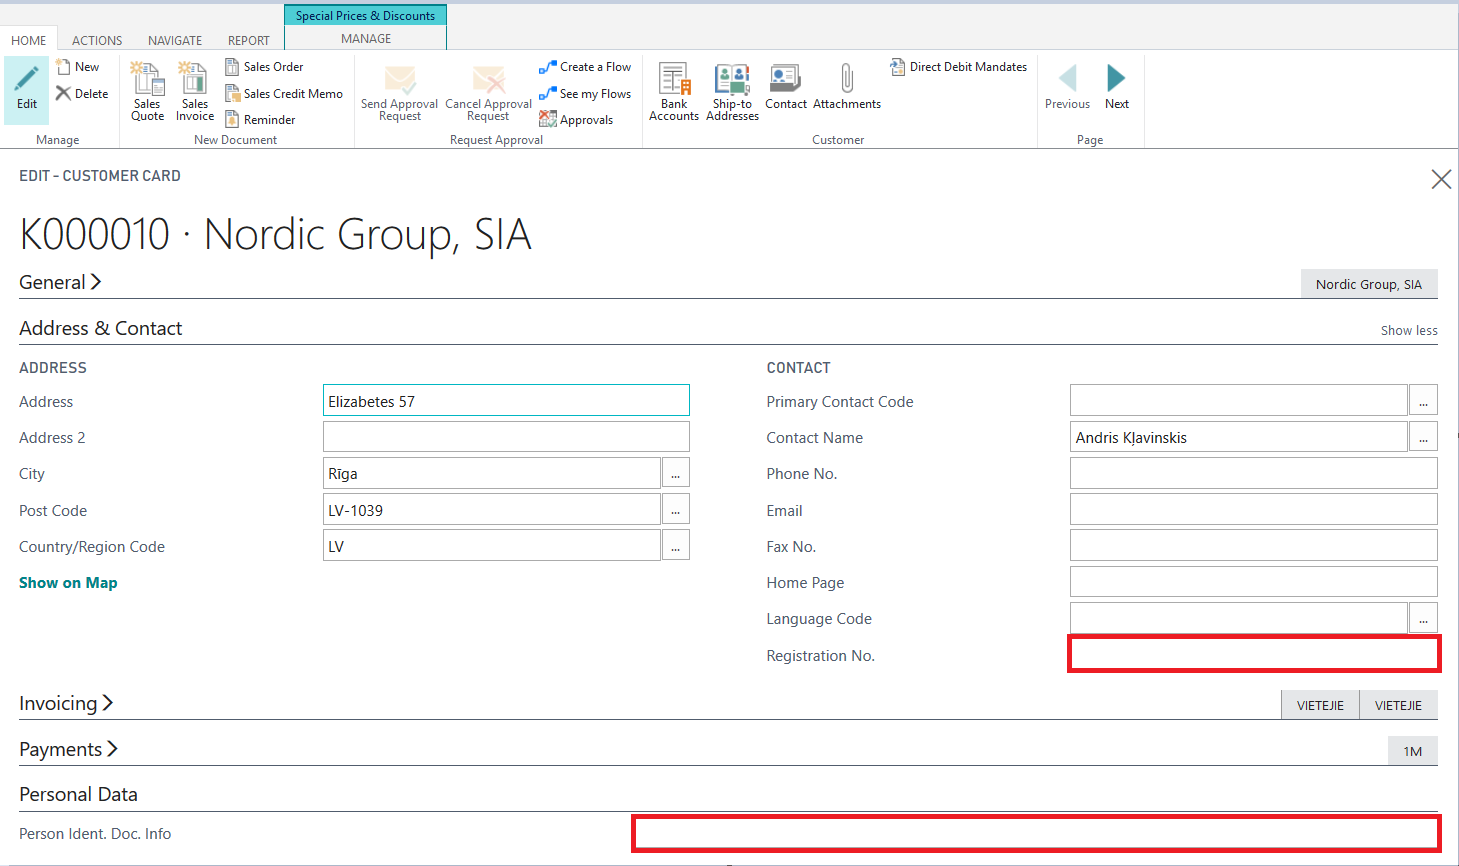 Special Prices & Discounts
HOME ACTIONS NAVIGATE REPORT MANAGE
Edit
New
Delete
Manage
Sales Quote
Sales Invoice
Sales Order
Sales Credit Memo
Reminder
New Document
Send Approval Request
Cancel Approval Request
Create a Flow
See my Flows
Approvals
Request Approval
Bank Accounts
Ship-to Addresses
Contact
Attachments
Direct Debit Mandates
Customer
Previous
Next
Page
EDIT - CUSTOMER CARD
K000010 · Nordic Group, SIA
General
Nordic Group, SIA
Address & Contact
Show less
ADDRESS
Address Elizabetes 57
Address 2
City Rīga ...
Post Code LV-1039 ...
Country/Region Code LV ...
Show on Map
CONTACT
Primary Contact Code ...
Contact Name Andris Kļavinskis ...
Phone No.
Email
Fax No.
Home Page
Language Code ...
Registration No.
Invoicing
VIETEJIE VIETEJIE
Payments
1M
Personal Data
Person Ident. Doc. Info